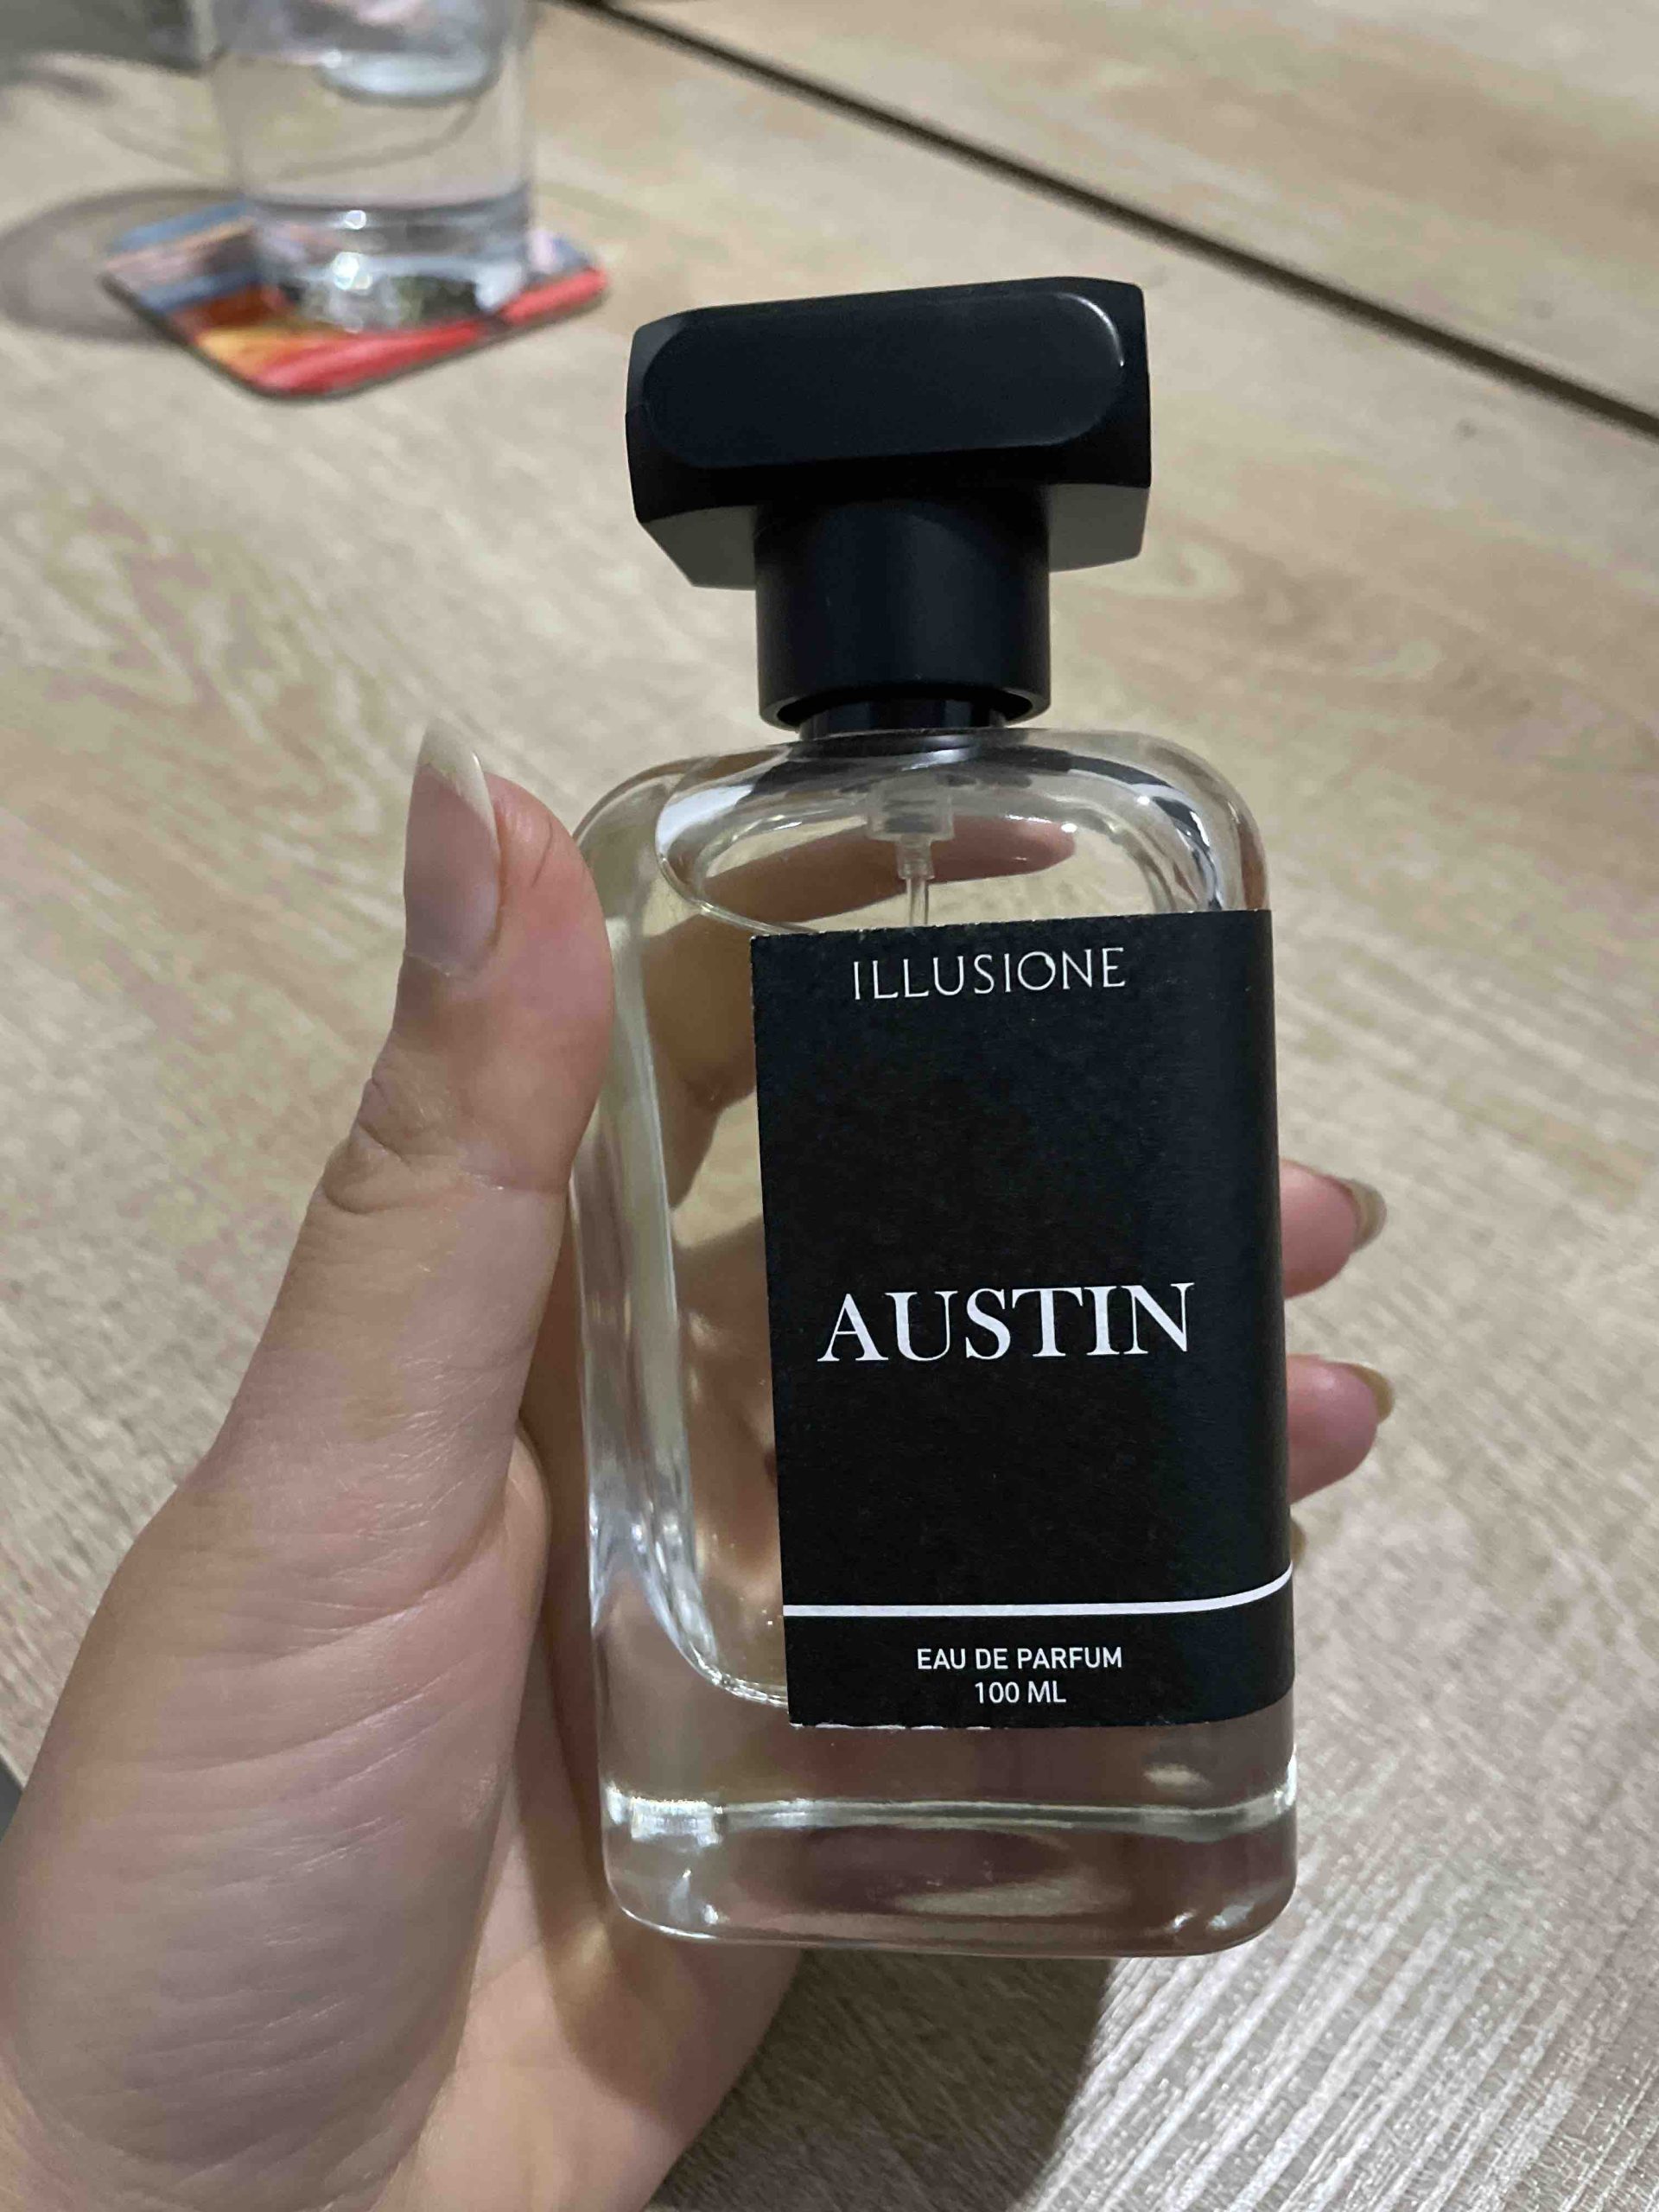 ILLUSIONE
AUSTIN
EAU DE PARFUM
100 ML